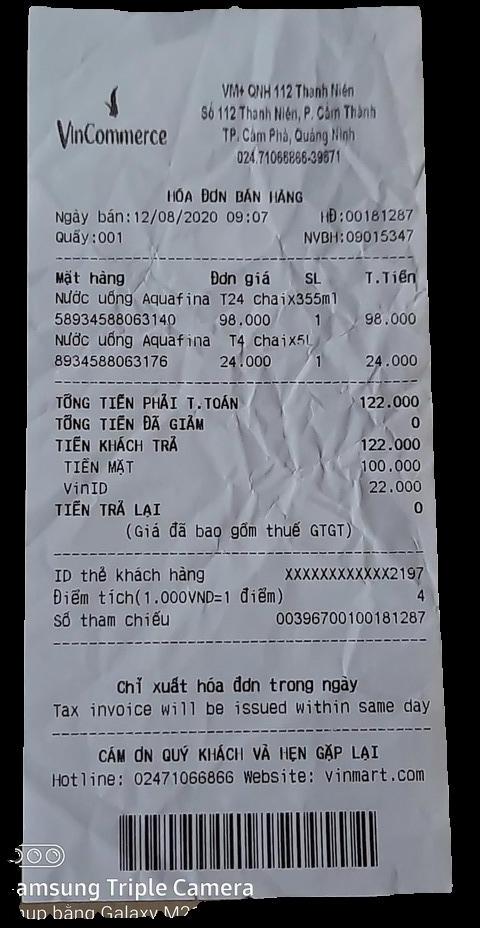 VinCommerce
VM+ QNH 112 Thanh Niên
Số 112 Thanh Niên, P. Cẩm Thành
TP. Cẩm Phả, Quảng Ninh
024.71066866-39671
HÓA ĐƠN BÁN HÀNG
Ngày bán:12/08/2020 09:07 HĐ:00181287
Quầy:001 NVBH:09015347
Mặt hàng Đơn giá SL T.Tiền
Nước uống Aquafina T24 chaix355ml
58934588063140 98.000 1 98.000
Nước uống Aquafina T4 chaix5L
8934588063176 24.000 1 24.000
TỔNG TIỀN PHẢI T.TOÁN 122.000
TỔNG TIỀN ĐÃ GIẢM 0
TIỀN KHÁCH TRẢ 122.000
TIỀN MẶT 100.000
VinID 22.000
TIỀN TRẢ LẠI 0
(Giá đã bao gồm thuế GTGT)
ID thẻ khách hàng XXXXXXXXXXXX2197
Điểm tích(1.000VND=1 điểm) 4
Số tham chiếu 00396700100181287
Chỉ xuất hóa đơn trong ngày
Tax invoice will be issued within same day
CẢM ƠN QUÝ KHÁCH VÀ HẸN GẶP LẠI
Hotline: 02471066866 Website: vinmart.com
amsung Triple Camera
hụp bằng Galaxy M2